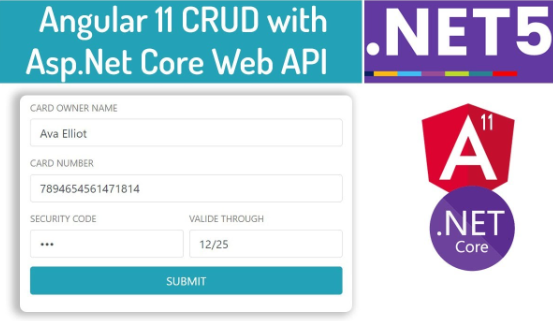 Angular 11 CRUD with
Asp.Net Core Web API
.NET5
CARD OWNER NAME
Ava Elliot
CARD NUMBER
7894654561471814
SECURITY CODE
VALIDE THROUGH
•••
12/25
SUBMIT
A 11
.NET
Core